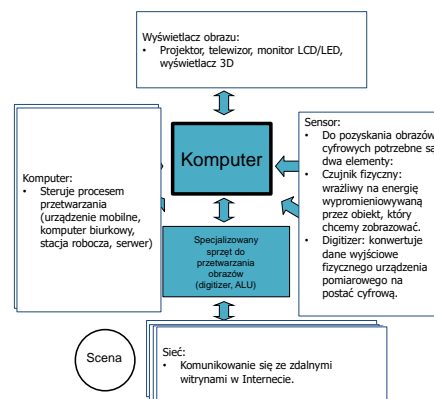 Wyświetlacz obrazu:
• Projektor, telewizor, monitor LCD/LED,
wyświetlacz 3D
Komputer:
• Steruje procesem
przetwarzania
(urządzenie mobilne,
komputer biurkowy,
stacja robocza, serwer)
Komputer
Specjalizowany
sprzęt do
przetwarzania
obrazów
(digitizer, ALU)
Sensor:
• Do pozyskania obrazów
cyfrowych potrzebne są
dwa elementy:
• Czujnik fizyczny:
wrażliwy na energię
wypromieniowywaną
przez obiekt, który
chcemy zobrazować.
• Digitizer: konwertuje
dane wyjściowe
fizycznego urządzenia
pomiarowego na
postać cyfrową.
Scena
Sieć:
• Komunikowanie się ze zdalnymi
witrynami w Internecie.